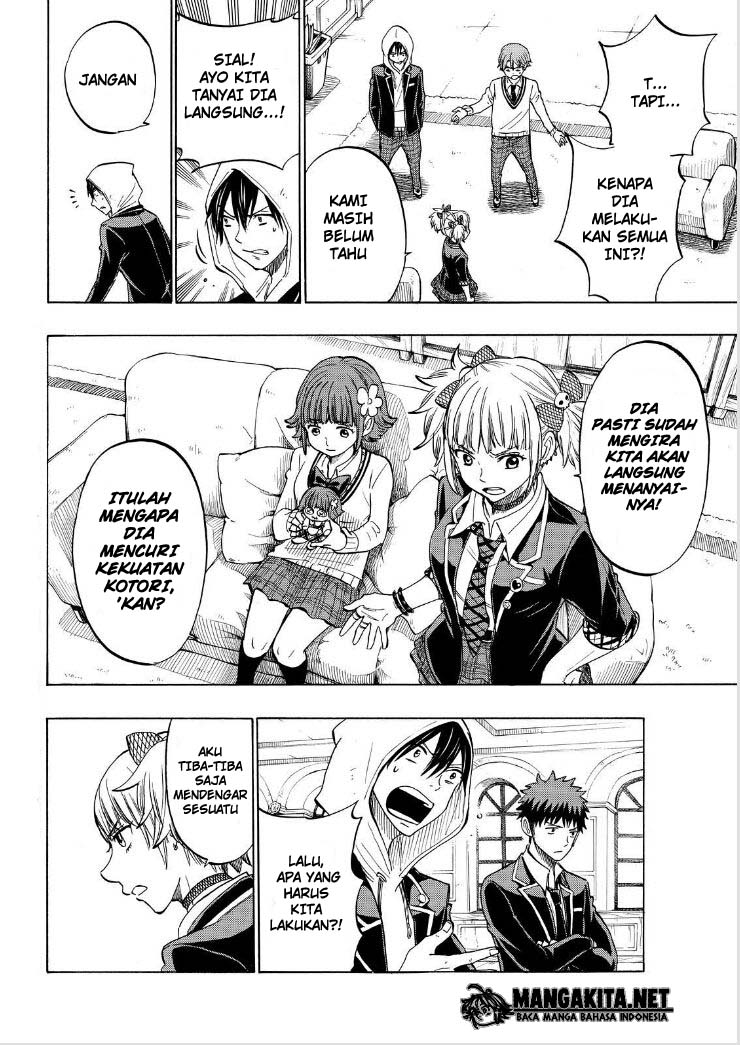 T...
TAPI...
KENAPA
DIA
MELAKU-
KAN SEMUA
INI?!
KAMI
MASIH
BELUM
TAHU
SIAL!
AYO KITA
TANYAI DIA
LANGSUNG...!
JANGAN
DIA
PASTI SUDAH
MENGIRA
KITA AKAN
LANGSUNG
MENANYAI-
NYA!
ITULAH
MENGAPA
DIA
MENCURI
KEKUATAN
KOTORI,
'KAN?
LALU,
APA YANG
HARUS
KITA
LAKUKAN?!
AKU
TIBA-TIBA
SAJA
MENDENGAR
SESUATU
MANGAKITA.NET
BACA MANGA BAHASA INDONESIA